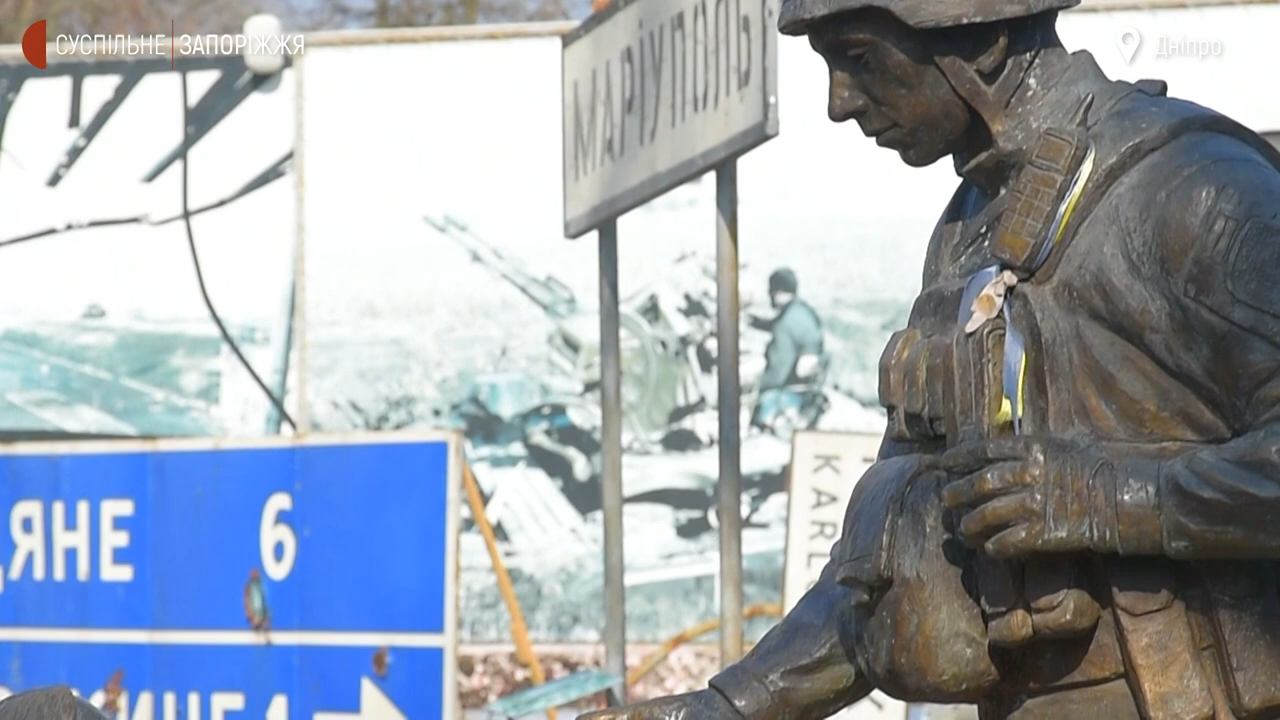 СУСПІЛЬНЕ ЗАПОРІЖЖЯ
Дніпро
МАРІУПОЛЬ
ЯНЕ 6
KARL